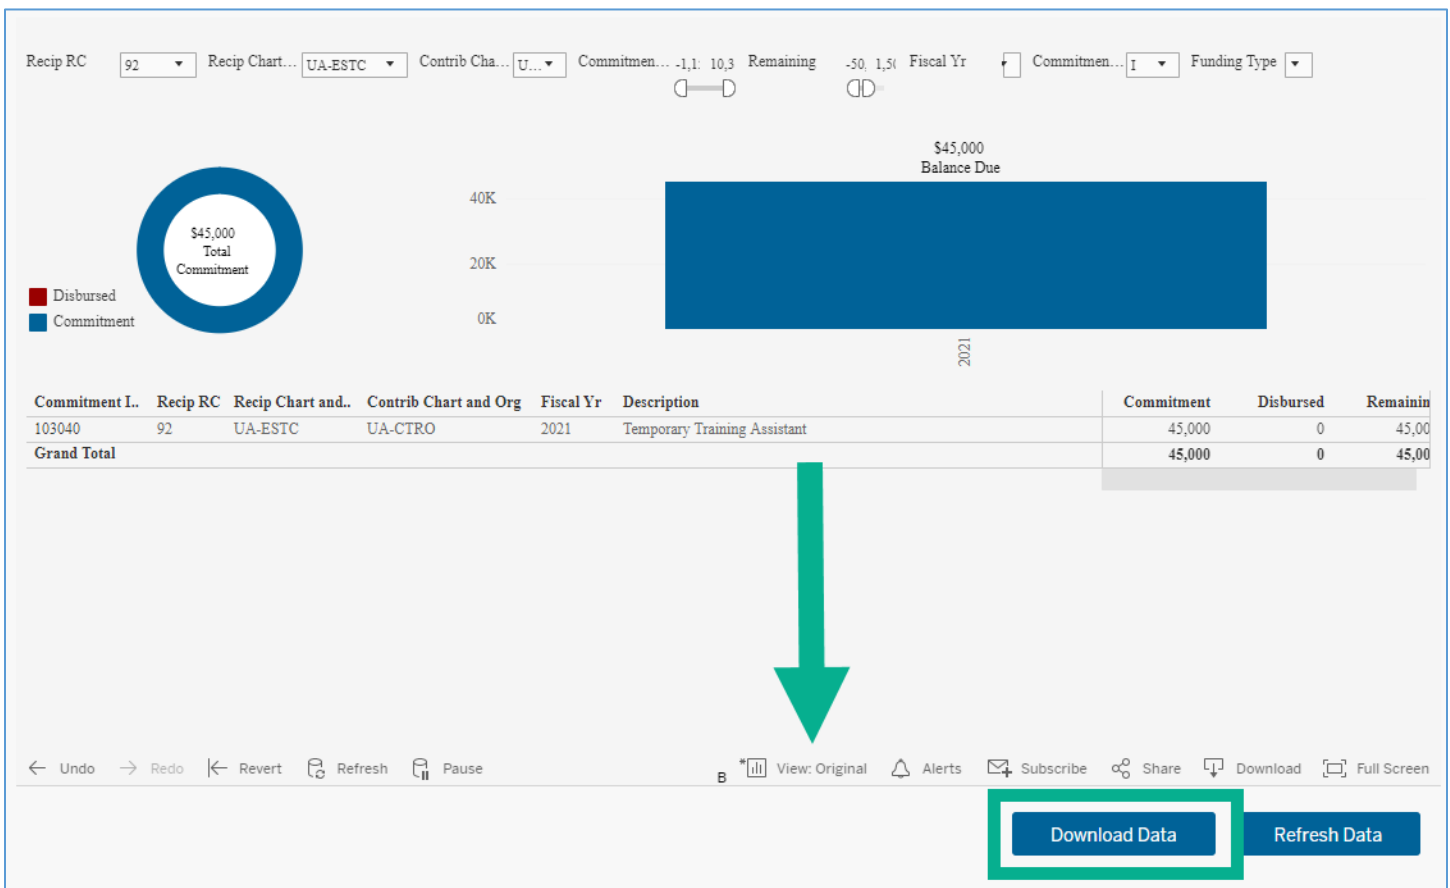 Recip RC 92 Recip Chart... UA-ESTC Contrib Cha... U... Commitmen... -1,1: 10,3 Remaining -50, 1,5( Fiscal Yr Commitmen... I Funding Type
$45,000
Balance Due
40K
20K
0K
2021
$45,000
Total
Commitment
Disbursed
Commitment
Commitment I.. Recip RC Recip Chart and.. Contrib Chart and Org Fiscal Yr Description Commitment Disbursed Remainin
103040 92 UA-ESTC UA-CTRO 2021 Temporary Training Assistant 45,000 0 45,00
Grand Total 45,000 0 45,00
Undo Redo Revert Refresh Pause B View: Original Alerts Subscribe Share Download Full Screen
Download Data Refresh Data